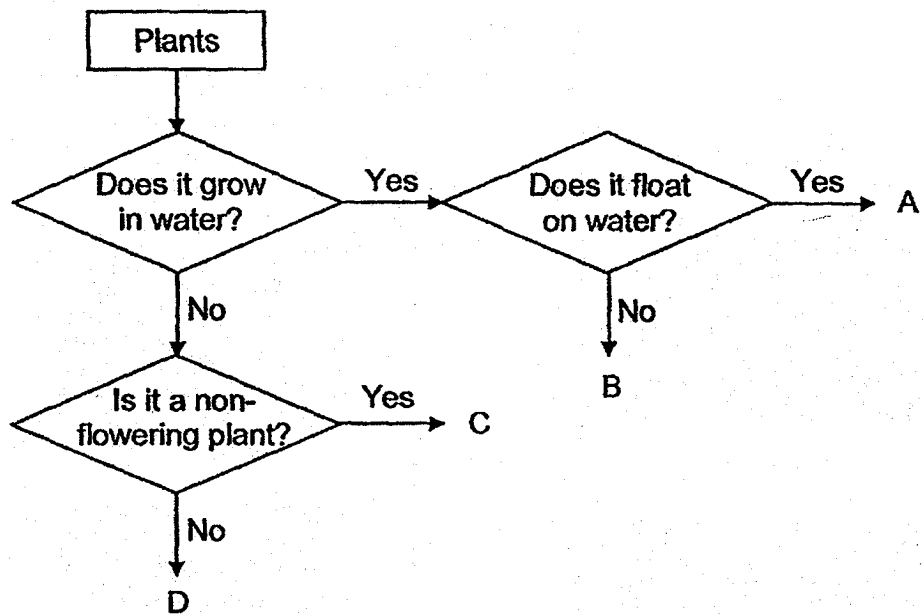 Plants
Does it grow
in water?
Yes
Does it float
on water?
Yes
A
No
No
B
Is it a non-
flowering plant?
Yes
C
No
D